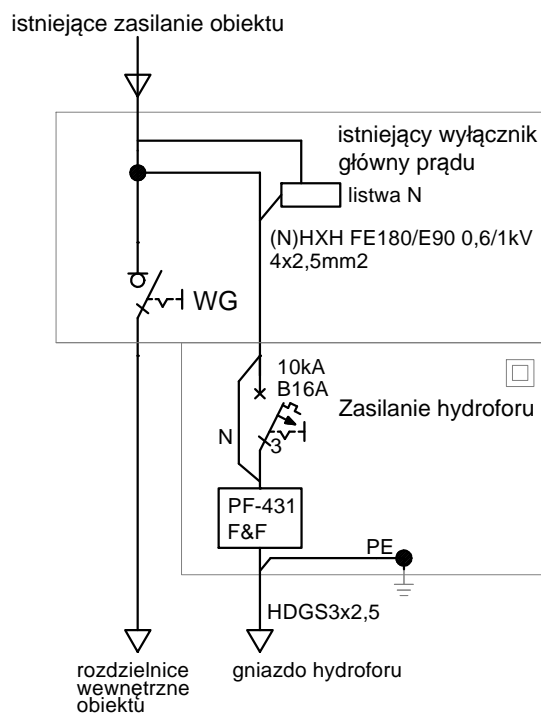 istniejące zasilanie obiektu
istniejący wyłącznik
główny prądu
listwa N
(N)HXH FE180/E90 0,6/1kV
4x2,5mm2
WG
10kA
B16A
Zasilanie hydroforu
N
3
PF-431
F&F
PE
HDGS3x2,5
rozdzielnice
wewnętrzne
obiektu
gniazdo hydroforu